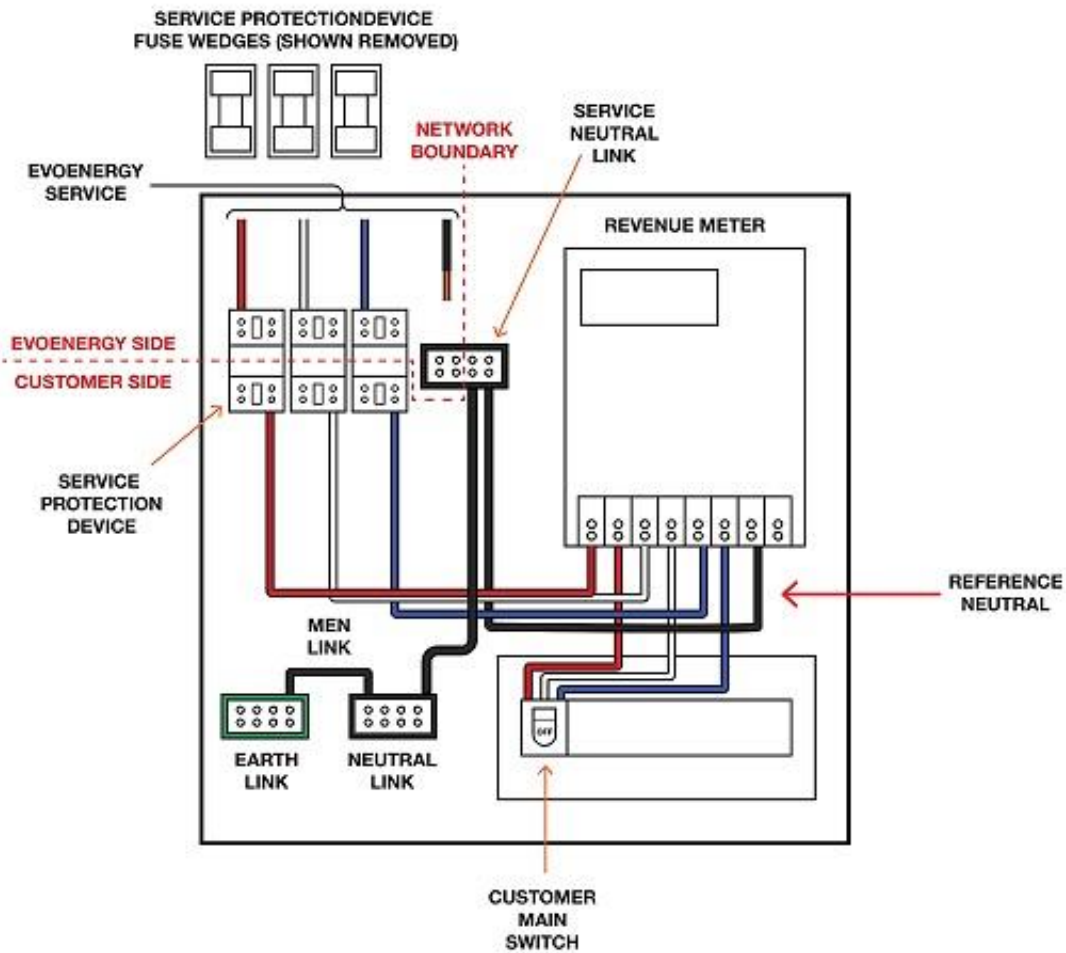 SERVICE PROTECTIONDEVICE
FUSE WEDGES (SHOWN REMOVED)
NETWORK
BOUNDARY
SERVICE
NEUTRAL
LINK
EVOENERGY
SERVICE
REVENUE METER
EVOENERGY SIDE
CUSTOMER SIDE
SERVICE
PROTECTION
DEVICE
REFERENCE
NEUTRAL
MEN
LINK
OFF
EARTH
LINK
NEUTRAL
LINK
CUSTOMER
MAIN
SWITCH